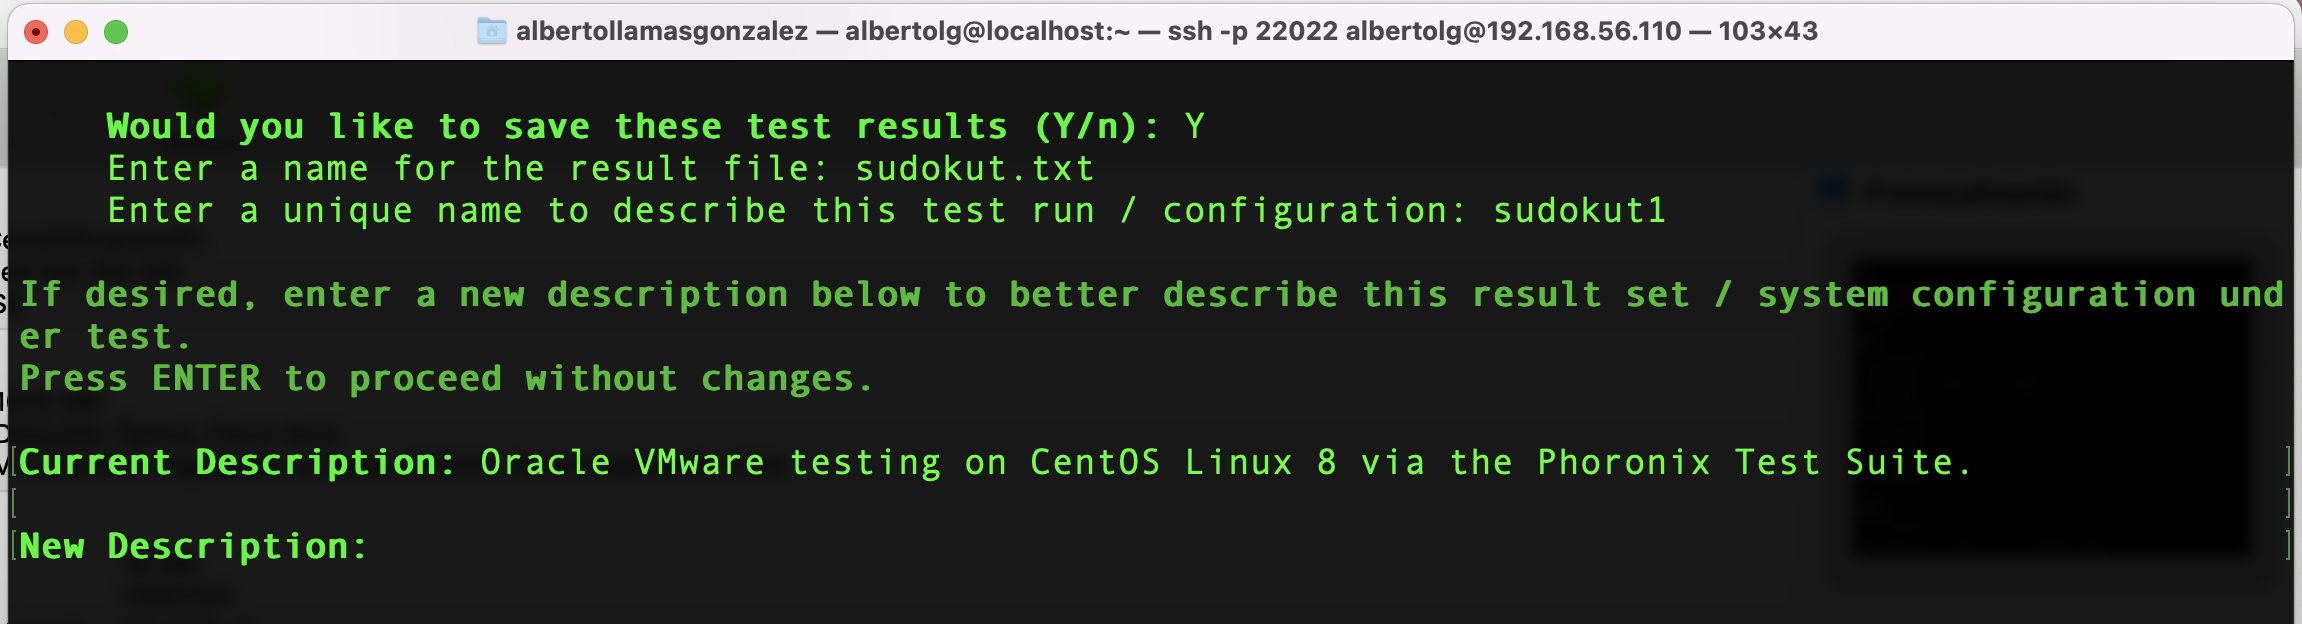 albertollamasgonzalez — albertolg@localhost:~ — ssh -p 22022 albertolg@192.168.56.110 — 103×43
Would you like to save these test results (Y/n): Y
Enter a name for the result file: sudokut.txt
Enter a unique name to describe this test run / configuration: sudokut1
If desired, enter a new description below to better describe this result set / system configuration und
er test.
Press ENTER to proceed without changes.
[Current Description: Oracle VMware testing on CentOS Linux 8 via the Phoronix Test Suite. ]
[ ]
[New Description: ]